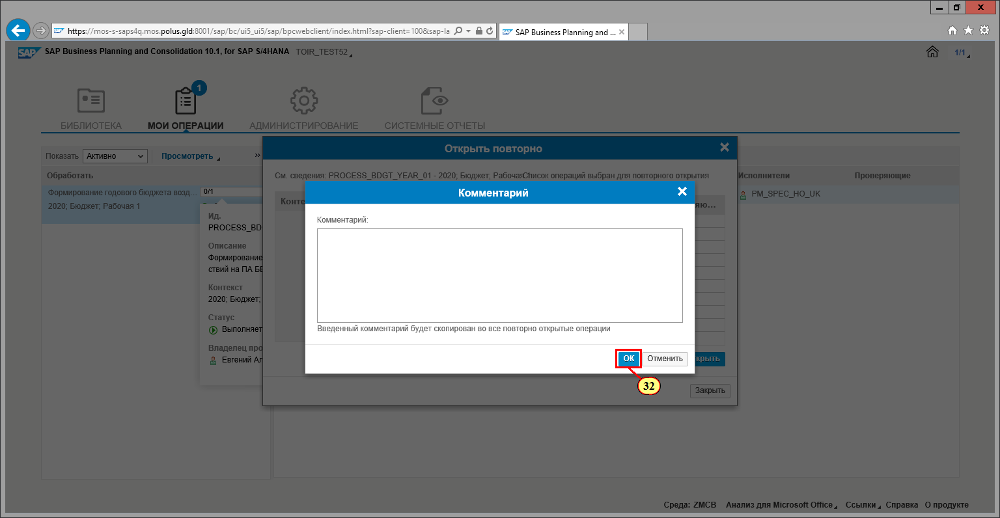 https://mos-s-saps4q.mos.polus.gld:8001/sap/bc/ui5_ui5/sap/bpcwebclient/index.html?sap-client=100&sap-la
SAP Business Planning and ...
SAP
SAP Business Planning and Consolidation 10.1, for SAP S/4HANA TOIR_TEST52
1/1
1
БИБЛИОТЕКА МОИ ОПЕРАЦИИ АДМИНИСТРИРОВАНИЕ СИСТЕМНЫЕ ОТЧЕТЫ
Показать Активно Просмотреть »
Обработать
Формирование годового бюджета возд... 0/1
2020; Бюджет; Рабочая 1
Ид.
PROCESS_BD
Описание
Формирование
ствий на ПА БЕ
Контекст
2020; Бюджет;
Статус
Выполняет
Владелец про
Евгений Ал
Открыть повторно
См. сведения: PROCESS_BDGT_YEAR_01 - 2020; Бюджет; Рабочая 1
Список операций выбран для повторного открытия
Конте
яю...
Исполнители Проверяющие
PM_SPEC_HO_UK
Комментарий
Комментарий:
Введенный комментарий будет скопирован во все повторно открытые операции
ОК Отменить
крыть
32
Закрыть
Среда: ZMCB Анализ для Microsoft Office Ссылки Справка О продукте